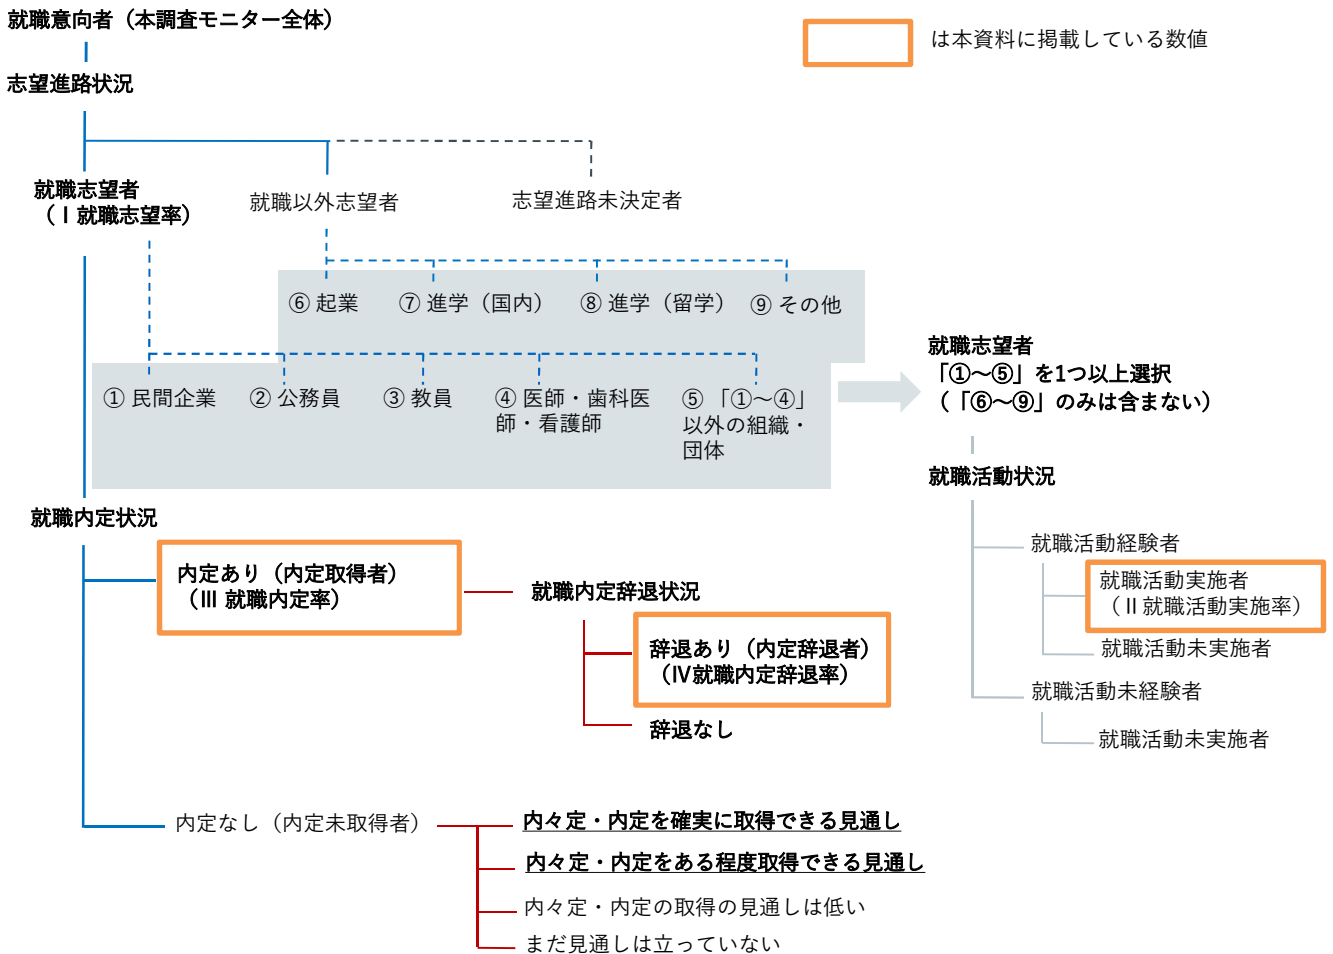 就職意向者（本調査モニター全体）
は本資料に掲載している数値
志望進路状況
就職志望者
（Ⅰ就職志望率）
就職以外志望者
志望進路未決定者
⑥ 起業
⑦ 進学（国内）
⑧ 進学（留学）
⑨ その他
① 民間企業
② 公務員
③ 教員
④ 医師・歯科医
師・看護師
⑤ 「①～④」
以外の組織・
団体
就職志望者
「①～⑤」を1つ以上選択
（「⑥～⑨」のみは含まない）
就職活動状況
就職活動経験者
就職活動実施者
（Ⅱ就職活動実施率）
就職活動未実施者
就職活動未経験者
就職活動未実施者
就職内定状況
内定あり（内定取得者）
（Ⅲ 就職内定率）
就職内定辞退状況
辞退あり（内定辞退者）
（Ⅳ就職内定辞退率）
辞退なし
内定なし（内定未取得者）
内々定・内定を確実に取得できる見通し
内々定・内定をある程度取得できる見通し
内々定・内定の取得の見通しは低い
まだ見通しは立っていない